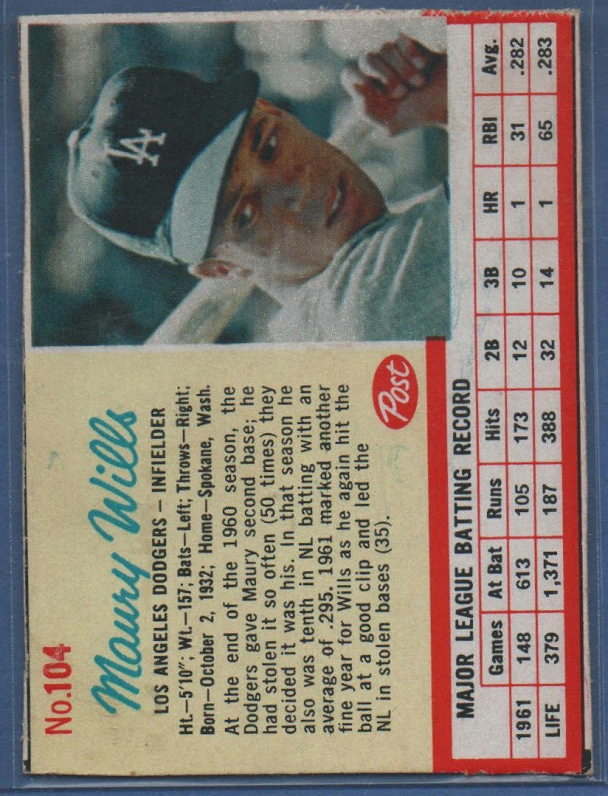 No.104
Maury Wills
LOS ANGELES DODGERS — INFIELDER
Ht.—5'10"; Wt.—157; Bats—Left; Throws—Right;
Born—October 2, 1932; Home—Spokane, Wash.
At the end of the 1960 season, the
Dodgers gave Maury second base; he
had stolen it so often (50 times) they
decided it was his. In that season he
also was tenth in NL batting with an
average of .295. 1961 marked another
fine year for Wills as he again hit the
ball at a good clip and led the
NL in stolen bases (35).
Post
LA
MAJOR LEAGUE BATTING RECORD
Games At Bat Runs Hits 2B 3B HR RBI Avg.
1961 148 613 105 173 12 10 1 31 .282
LIFE 379 1,371 187 388 32 14 1 65 .283